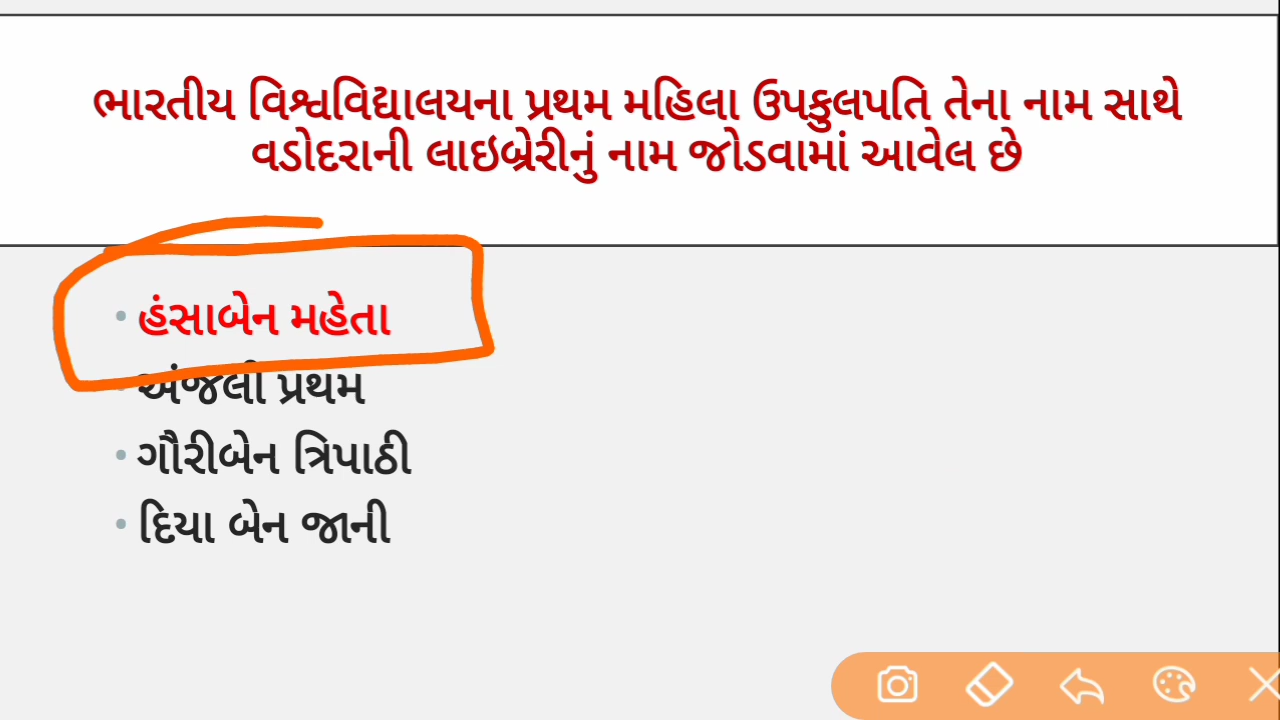 ભારતીય વિશ્વવિદ્યાલયના પ્રથમ મહિલા ઉપકુલપતિ તેના નામ સાથે
વડોદરાની લાઇબ્રેરીનું નામ જોડવામાં આવેલ છે
• હંસાબેન મહેતા
• અંજલી પ્રથમ
• ગૌરીબેન ત્રિપાઠી
• દિયા બેન જાની